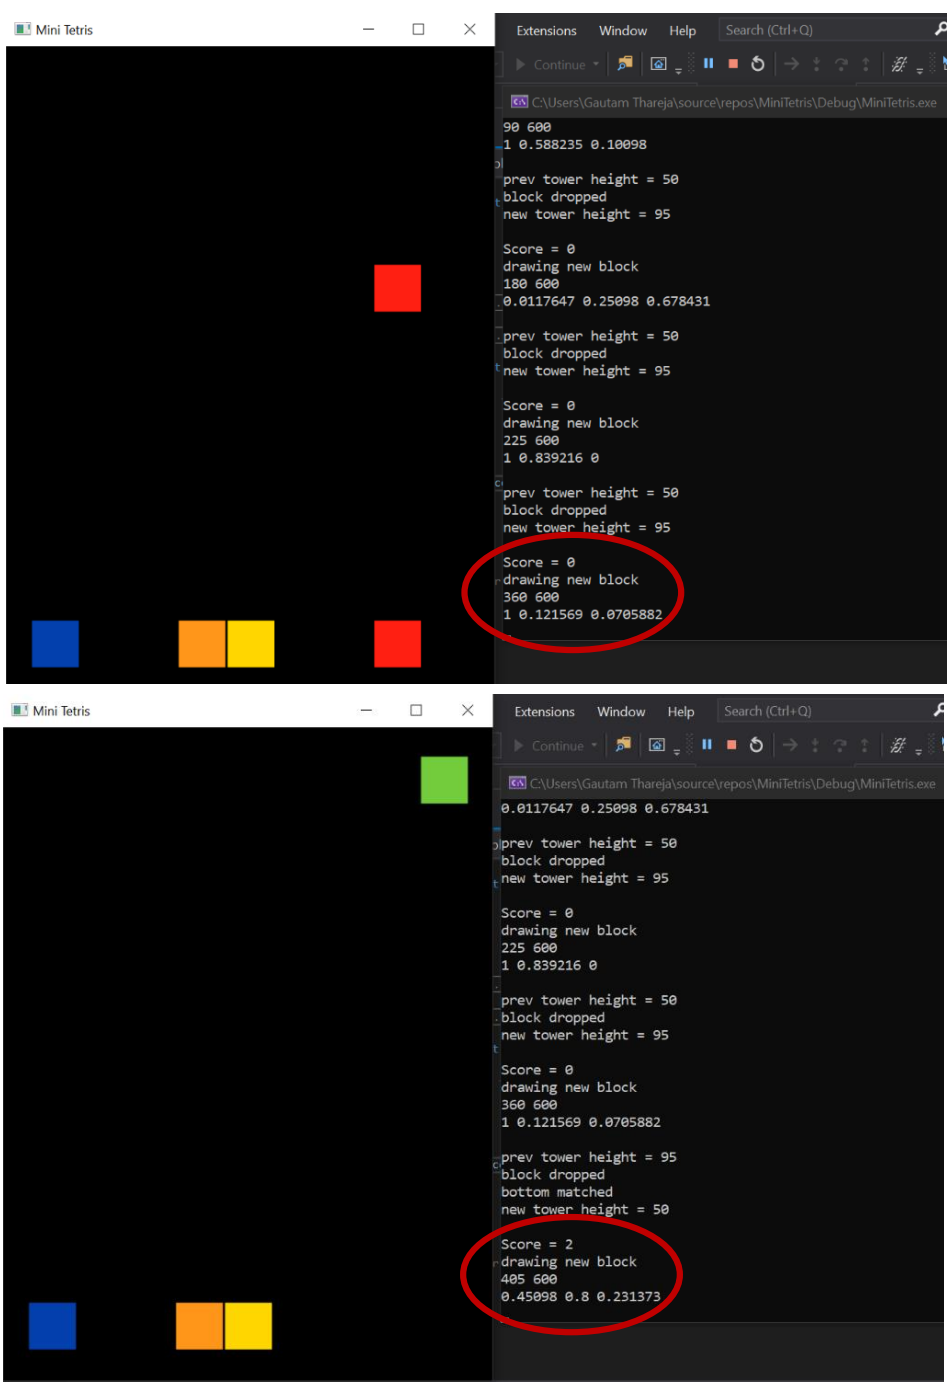 Mini Tetris
Extensions Window Help Search (Ctrl+Q)
Continue
C:\Users\Gautam Thareja\source\repos\MiniTetris\Debug\MiniTetris.exe
90 600
1 0.588235 0.10098
prev tower height = 50
block dropped
new tower height = 95
Score = 0
drawing new block
180 600
0.0117647 0.25098 0.678431
prev tower height = 50
block dropped
new tower height = 95
Score = 0
drawing new block
225 600
1 0.839216 0
prev tower height = 50
block dropped
new tower height = 95
Score = 0
drawing new block
360 600
1 0.121569 0.0705882
Mini Tetris
Extensions Window Help Search (Ctrl+Q)
Continue
C:\Users\Gautam Thareja\source\repos\MiniTetris\Debug\MiniTetris.exe
0.0117647 0.25098 0.678431
prev tower height = 50
block dropped
new tower height = 95
Score = 0
drawing new block
225 600
1 0.839216 0
prev tower height = 50
block dropped
new tower height = 95
Score = 0
drawing new block
360 600
1 0.121569 0.0705882
prev tower height = 95
block dropped
bottom matched
new tower height = 50
Score = 2
drawing new block
405 600
0.45098 0.8 0.231373